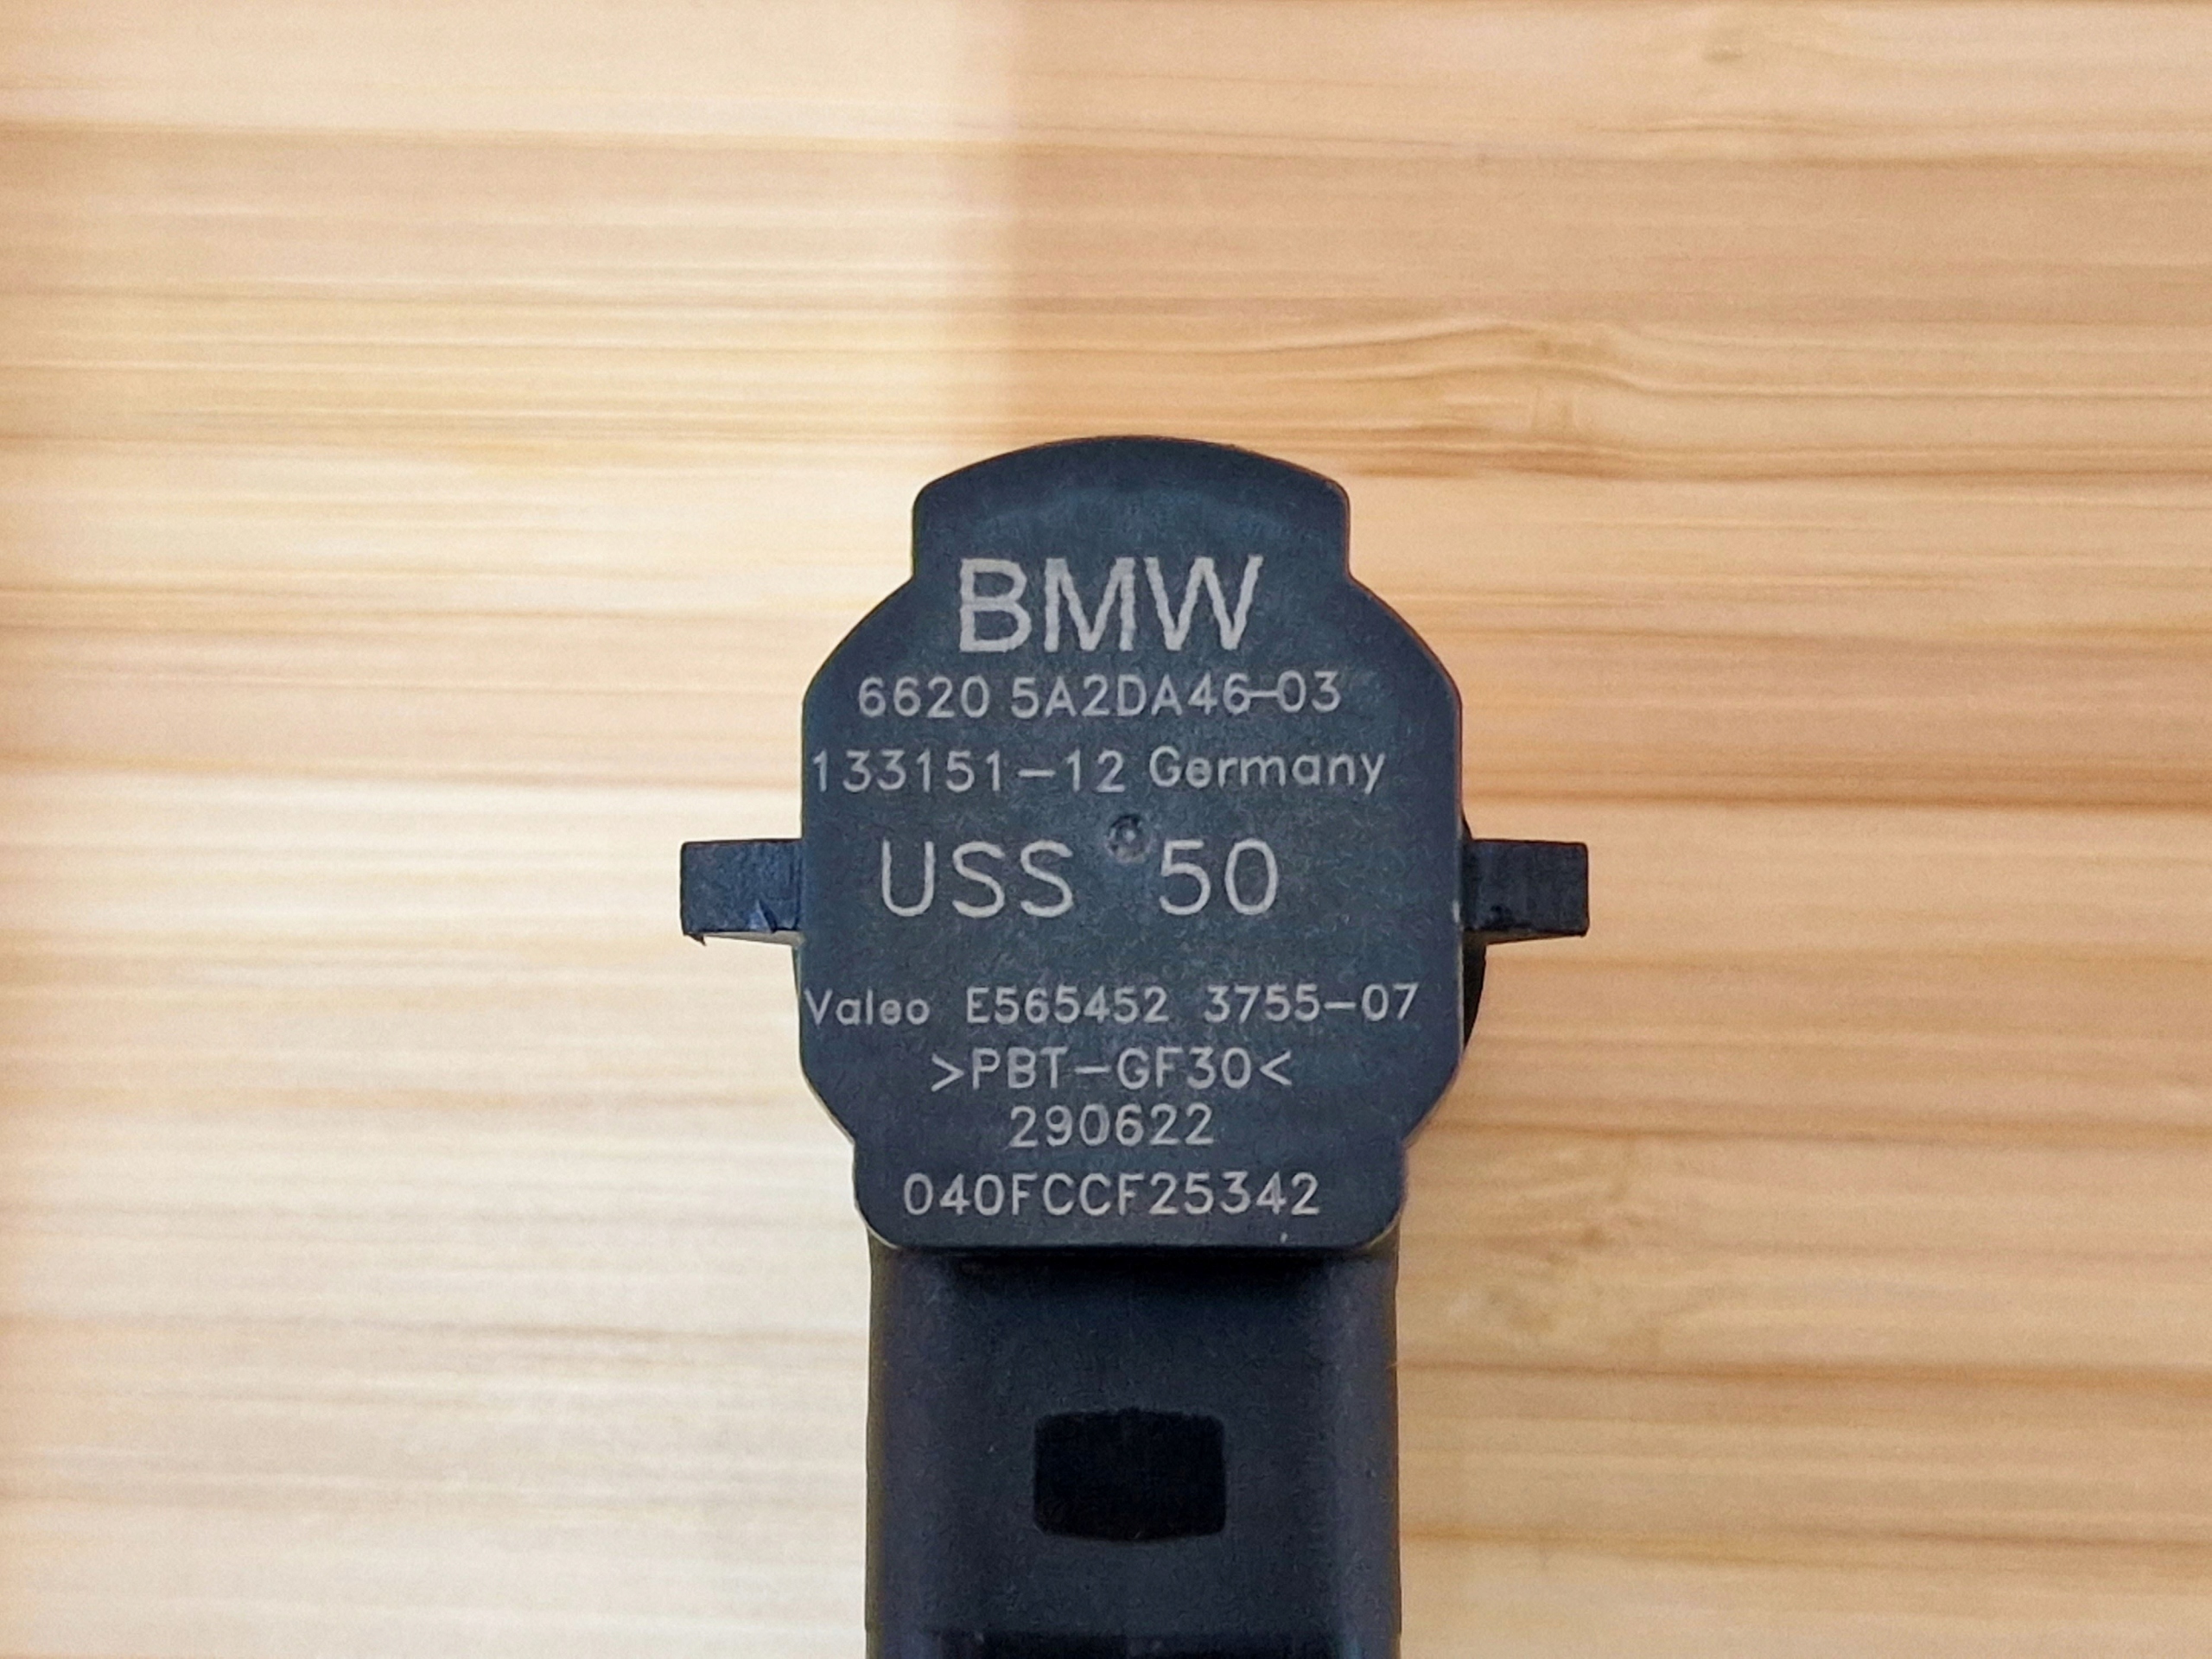 BMW
6620 5A2DA46-03
133151-12 Germany
USS 50
Valeo E565452 3755-07
>PBT-GF30<
290622
040FCCF25342